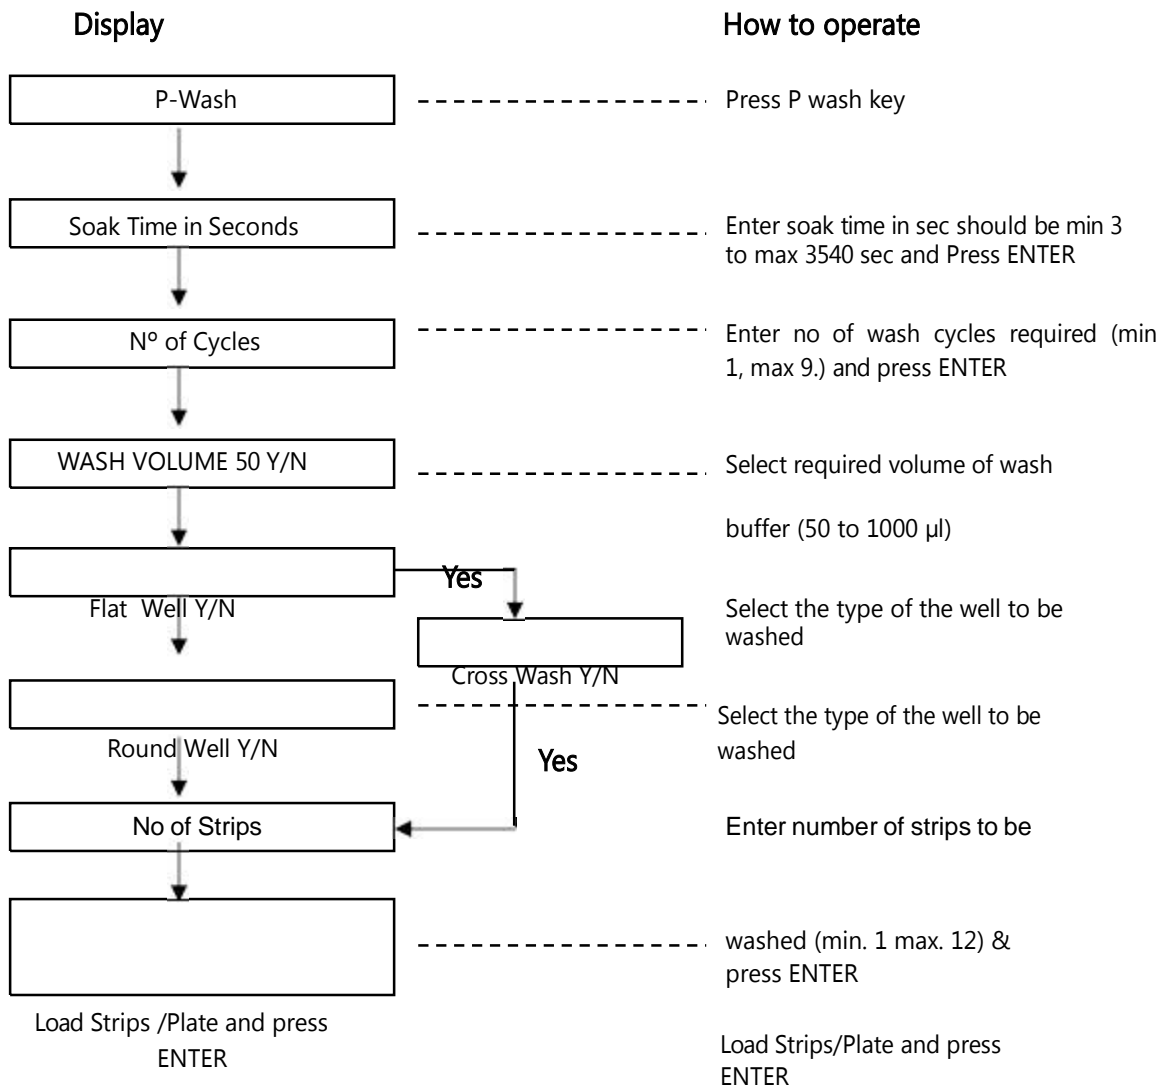 Display
How to operate
P-Wash
Press P wash key
Soak Time in Seconds
Enter soak time in sec should be min 3
to max 3540 sec and Press ENTER
Nº of Cycles
Enter no of wash cycles required (min
1, max 9.) and press ENTER
WASH VOLUME 50 Y/N
Select required volume of wash
buffer (50 to 1000 µl)
Yes
Flat Well Y/N
Select the type of the well to be
washed
Cross Wash Y/N
Select the type of the well to be
washed
Round Well Y/N
Yes
No of Strips
Enter number of strips to be
washed (min. 1 max. 12) &
press ENTER
Load Strips /Plate and press
ENTER
Load Strips/Plate and press
ENTER